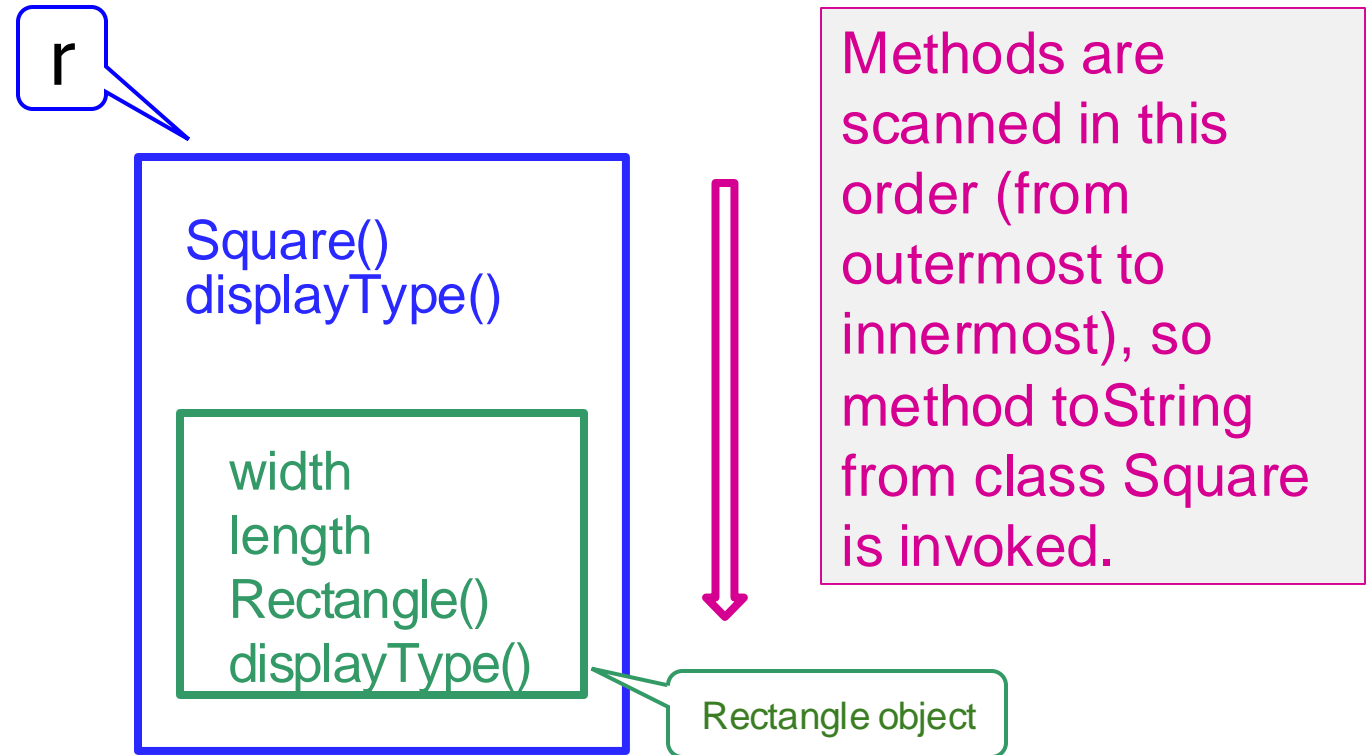 r
Square()
displayType()
width
length
Rectangle()
displayType()
Rectangle object
Methods are
scanned in this
order (from
outermost to
innermost), so
method toString
from class Square
is invoked.